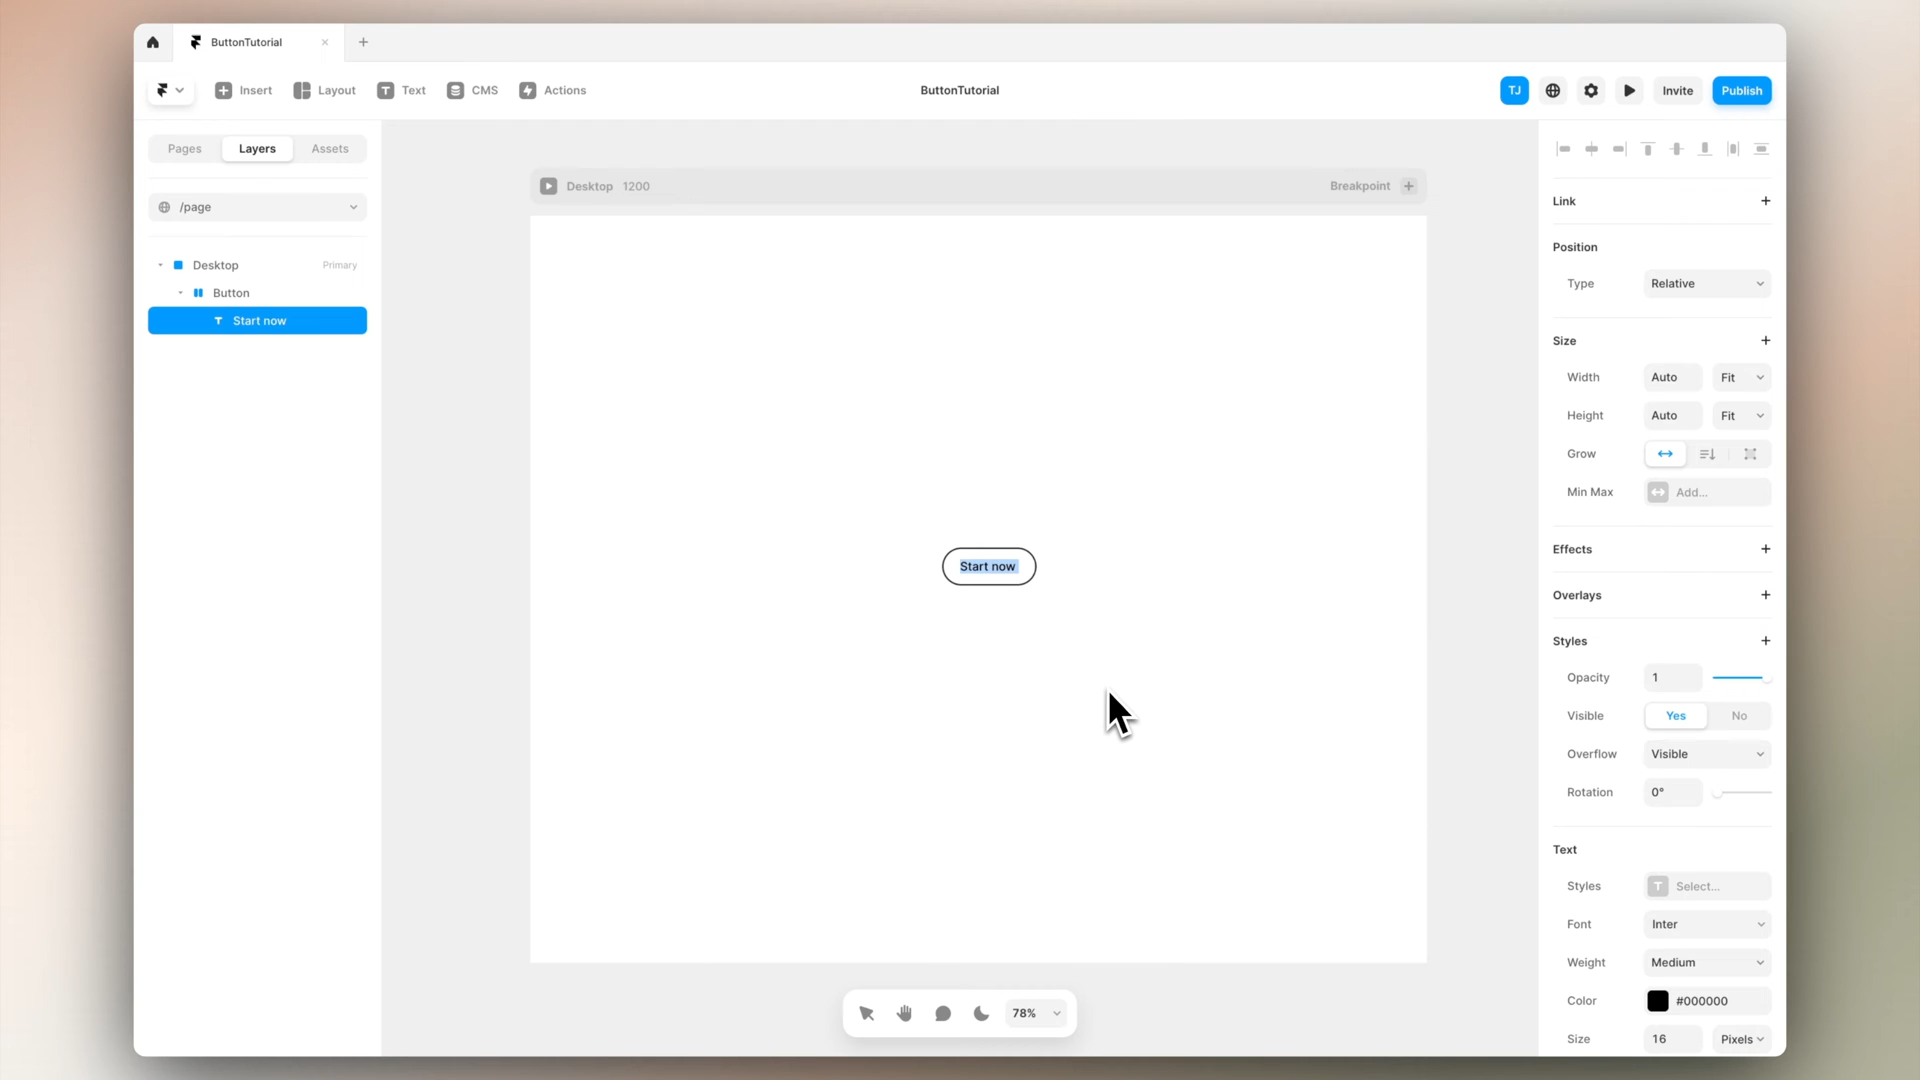 ButtonTutorial
Insert
Layout
Text
CMS
Actions
ButtonTutorial
TJ
Invite
Publish
Pages
Layers
Assets
/page
Desktop
Primary
Button
Start now
Desktop 1200
Breakpoint
Start now
78%
Link
Position
Type
Relative
Size
Width
Auto
Fit
Height
Auto
Fit
Grow
Min Max
Add...
Effects
Overlays
Styles
Opacity
1
Visible
Yes
No
Overflow
Visible
Rotation
0°
Text
Styles
T
Select...
Font
Inter
Weight
Medium
Color
#000000
Size
16
Pixels